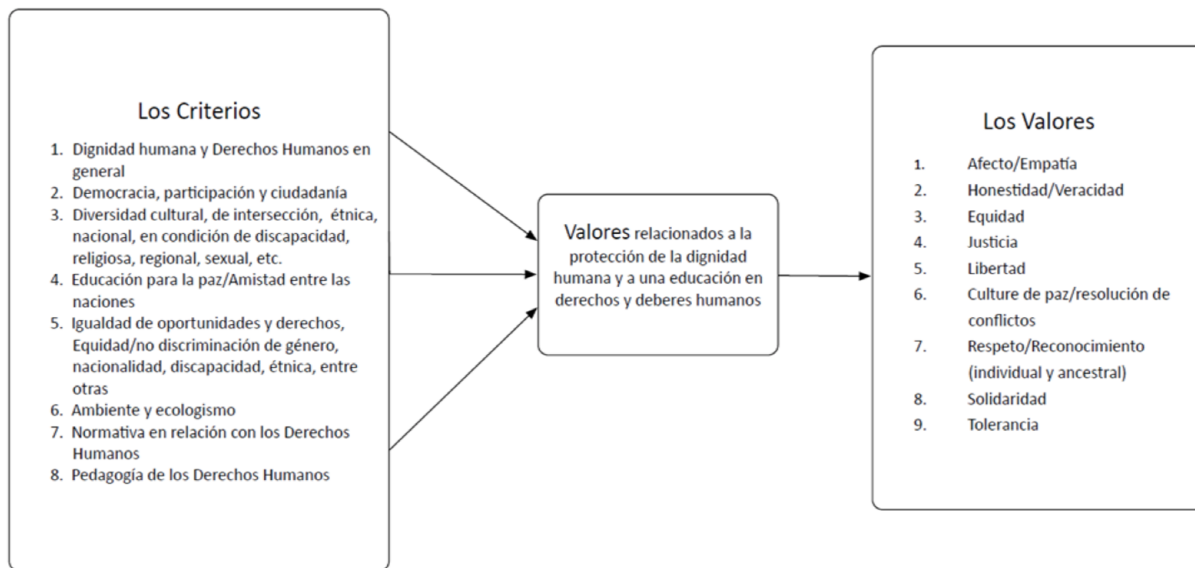 Los Criterios
1. Dignidad humana y Derechos Humanos en
general
2. Democracia, participación y ciudadanía
3. Diversidad cultural, de intersección, étnica,
nacional, en condición de discapacidad,
religiosa, regional, sexual, etc.
4. Educación para la paz/Amistad entre las
naciones
5. Igualdad de oportunidades y derechos,
Equidad/no discriminación de género,
nacionalidad, discapacidad, étnica, entre
otras
6. Ambiente y ecologismo
7. Normativa en relación con los Derechos
Humanos
8. Pedagogía de los Derechos Humanos
Valores relacionados a la
protección de la dignidad
humana y a una educación en
derechos y deberes humanos
Los Valores
1. Afecto/Empatía
2. Honestidad/Veracidad
3. Equidad
4. Justicia
5. Libertad
6. Culture de paz/resolución de
conflictos
7. Respeto/Reconocimiento
(individual y ancestral)
8. Solidaridad
9. Tolerancia